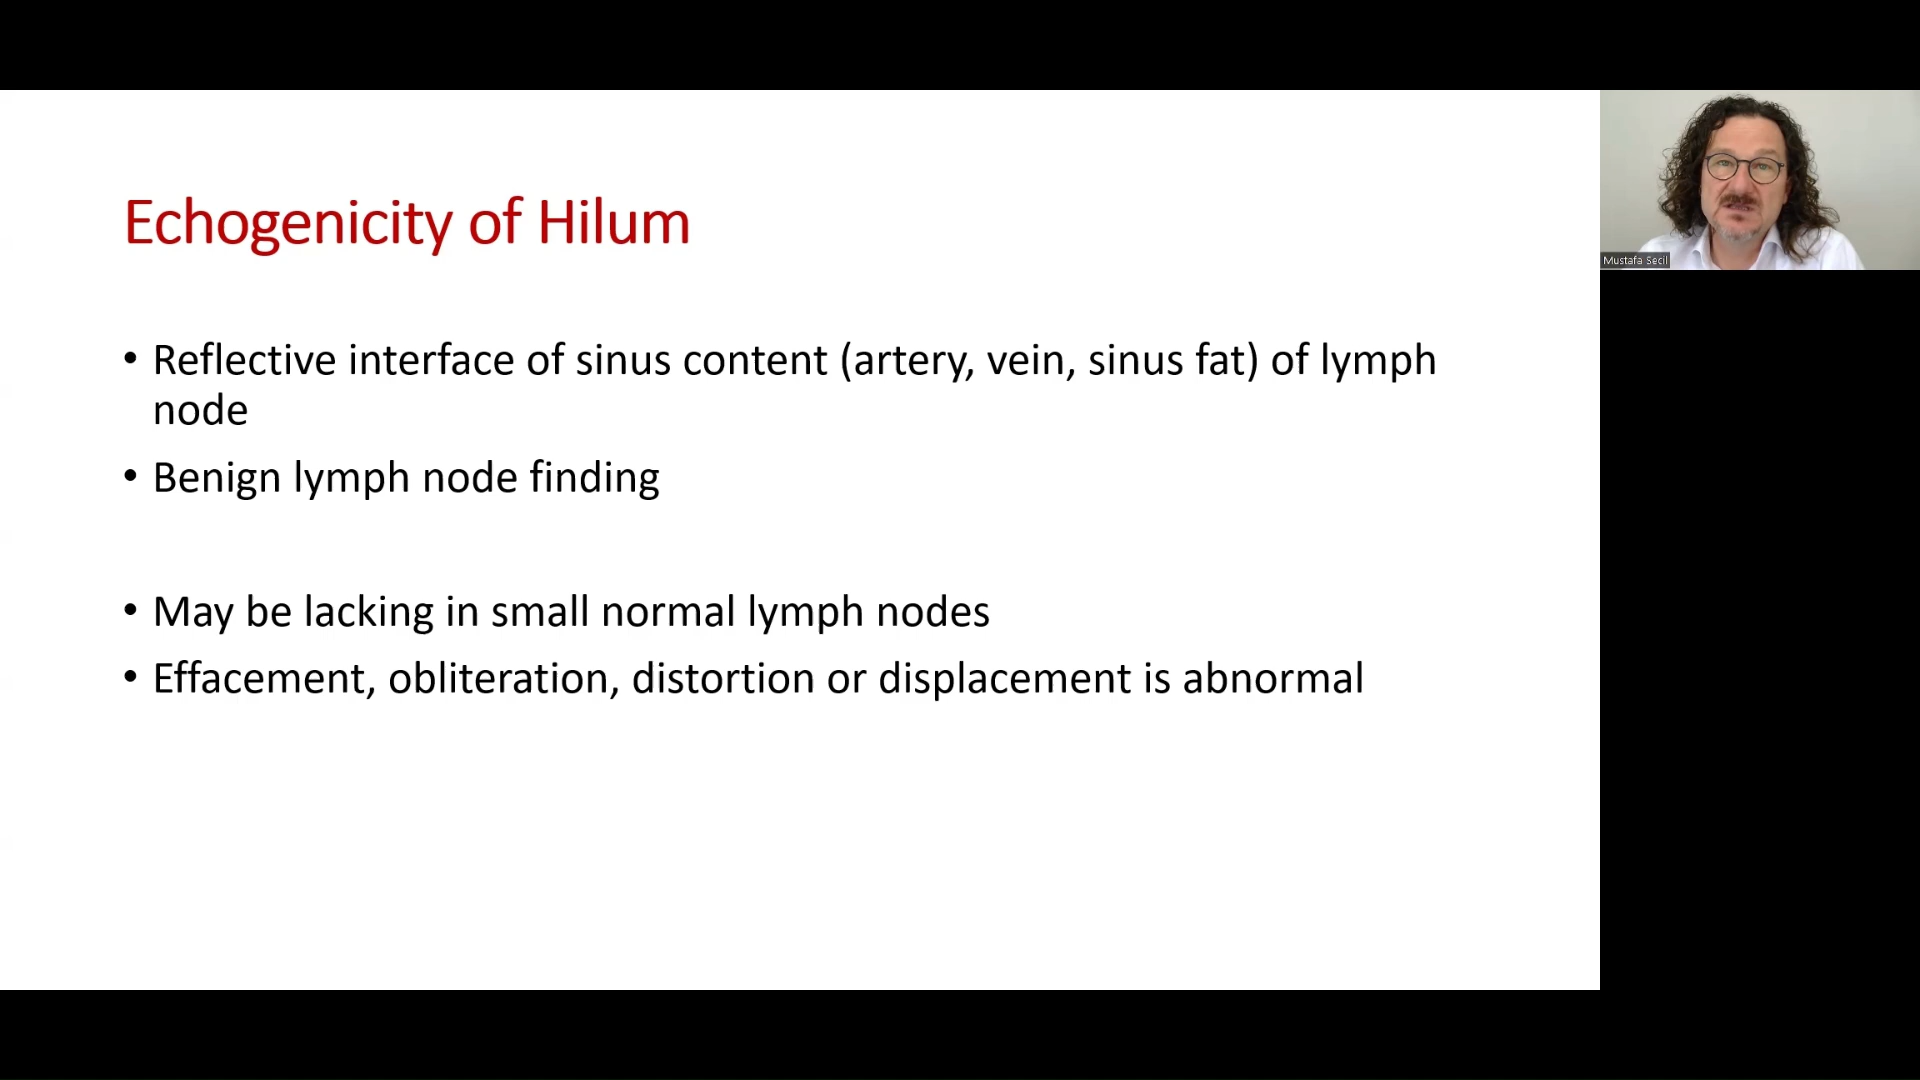 Echogenicity of Hilum
Mustafa Secil
• Reflective interface of sinus content (artery, vein, sinus fat) of lymph
node
• Benign lymph node finding
• May be lacking in small normal lymph nodes
• Effacement, obliteration, distortion or displacement is abnormal